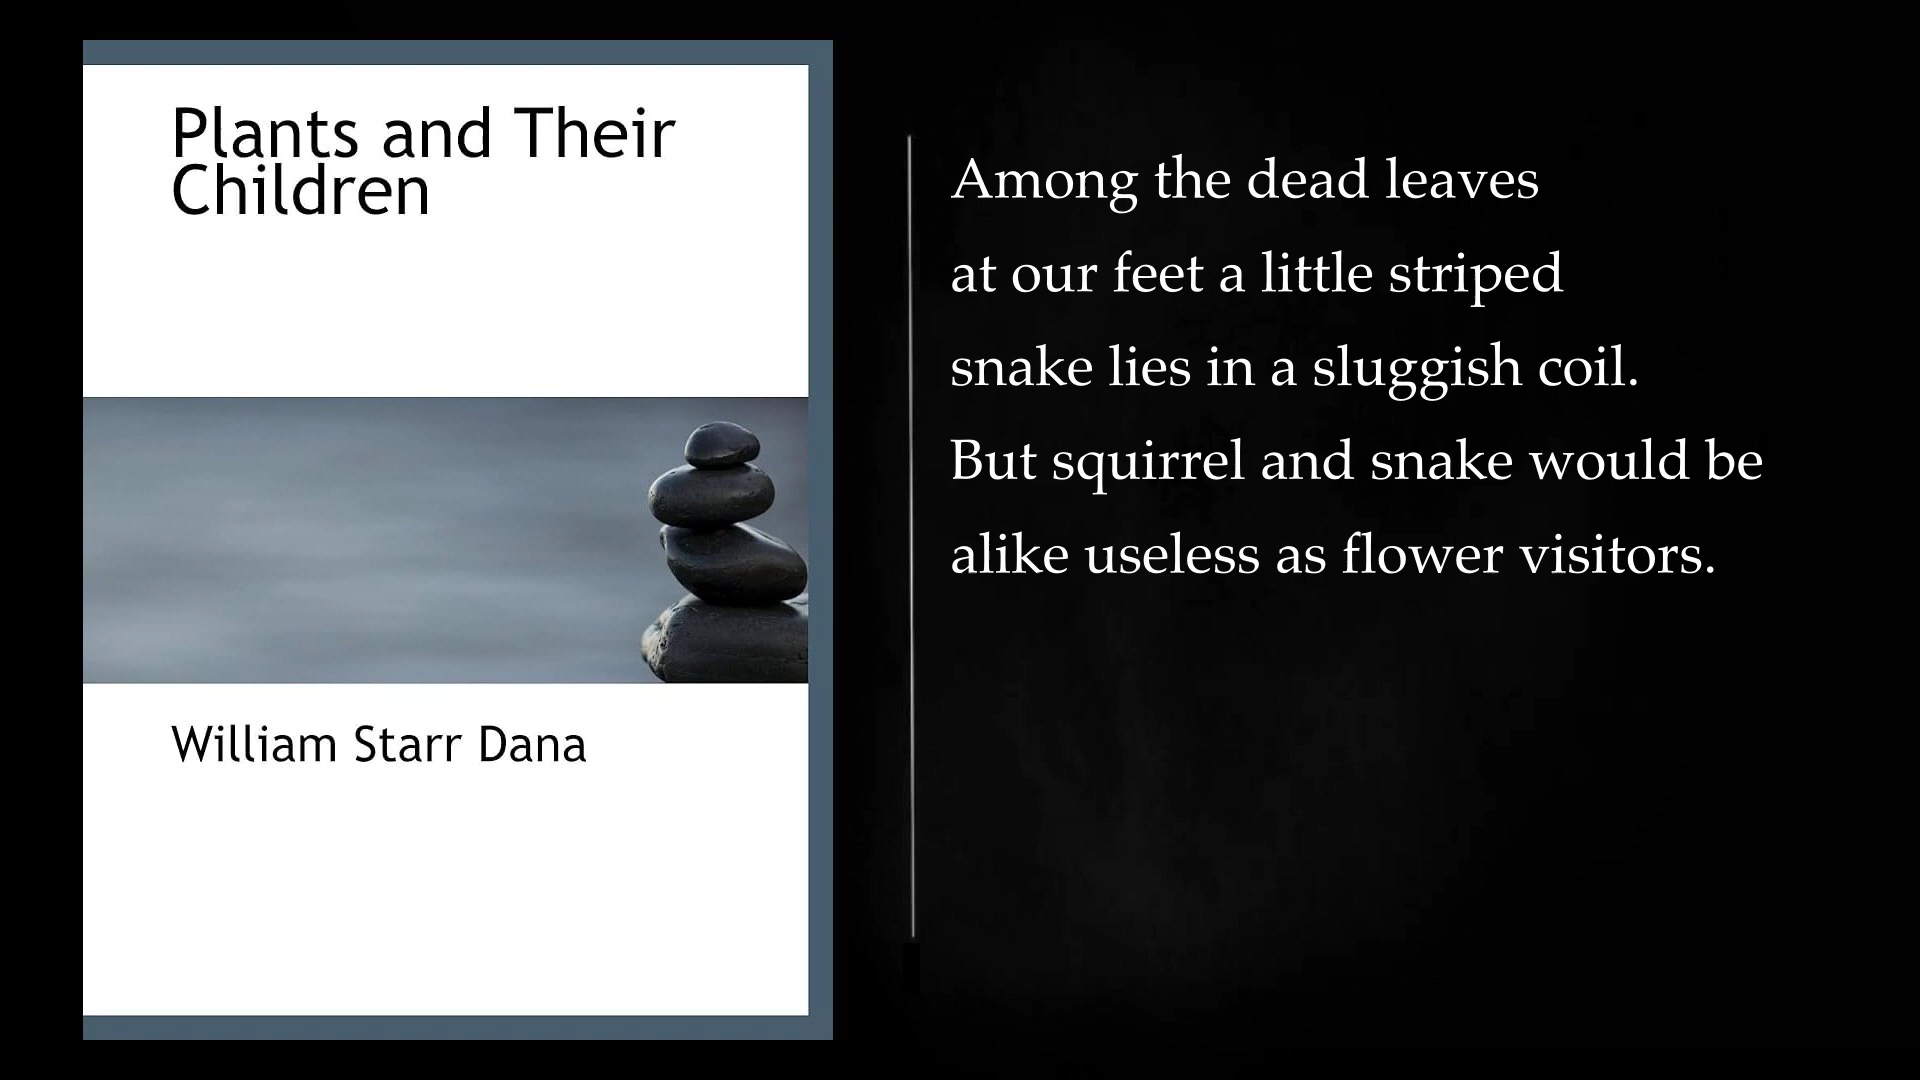 Plants and Their
Children
William Starr Dana
Among the dead leaves
at our feet a little striped
snake lies in a sluggish coil.
But squirrel and snake would be
alike useless as flower visitors.